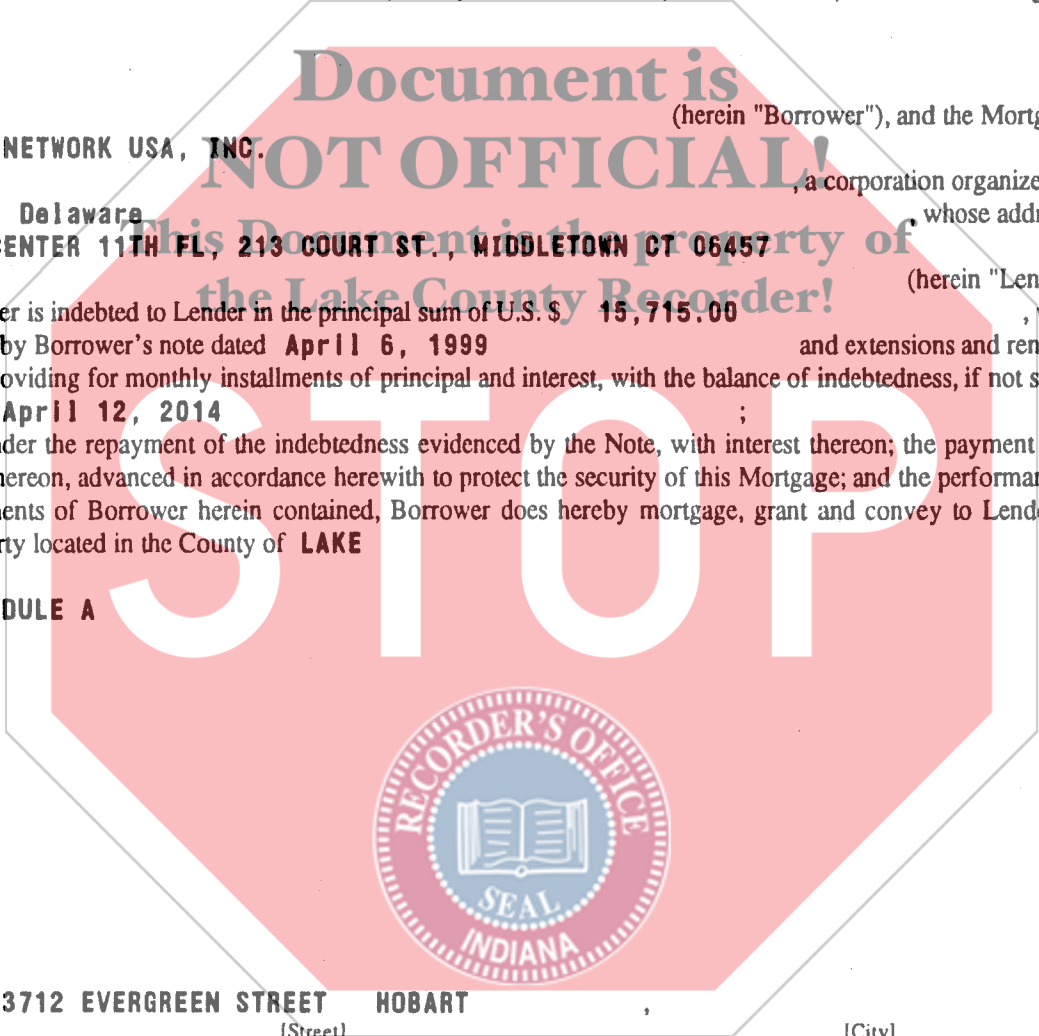 Document is
(herein "Borrower"), and the Mortg
NETWORK USA, INC.
NOT OFFICIAL!
, a corporation organize
Delaware , whose addr
This Document is the property of
CENTER 11TH FL, 213 COURT ST., MIDDLETOWN CT 06457
(herein "Len
the Lake County Recorder!
er is indebted to Lender in the principal sum of U.S. $ 15,715.00 ,
by Borrower's note dated April 6, 1999 and extensions and ren
oviding for monthly installments of principal and interest, with the balance of indebtedness, if not s
April 12, 2014 ;
der the repayment of the indebtedness evidenced by the Note, with interest thereon; the payment
hereon, advanced in accordance herewith to protect the security of this Mortgage; and the performan
ents of Borrower herein contained, Borrower does hereby mortgage, grant and convey to Lende
rty located in the County of LAKE
STOP
DULE A
RECORDER'S OFFICE
SEAL
INDIANA
3712 EVERGREEN STREET HOBART ,
[Street] [City]